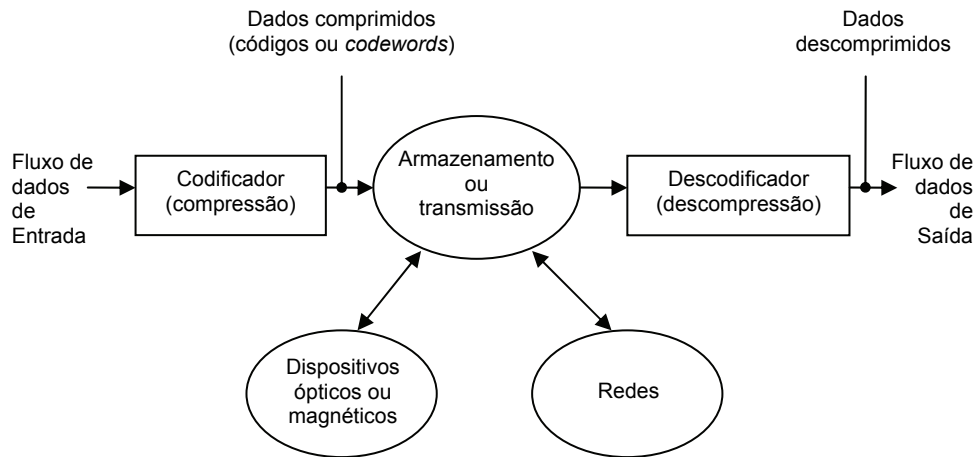 Dados comprimidos
(códigos ou codewords)
Dados
descomprimidos
Fluxo de
dados
de
Entrada
Codificador
(compressão)
Armazenamento
ou
transmissão
Descodificador
(descompressão)
Fluxo de
dados
de
Saída
Dispositivos
ópticos ou
magnéticos
Redes